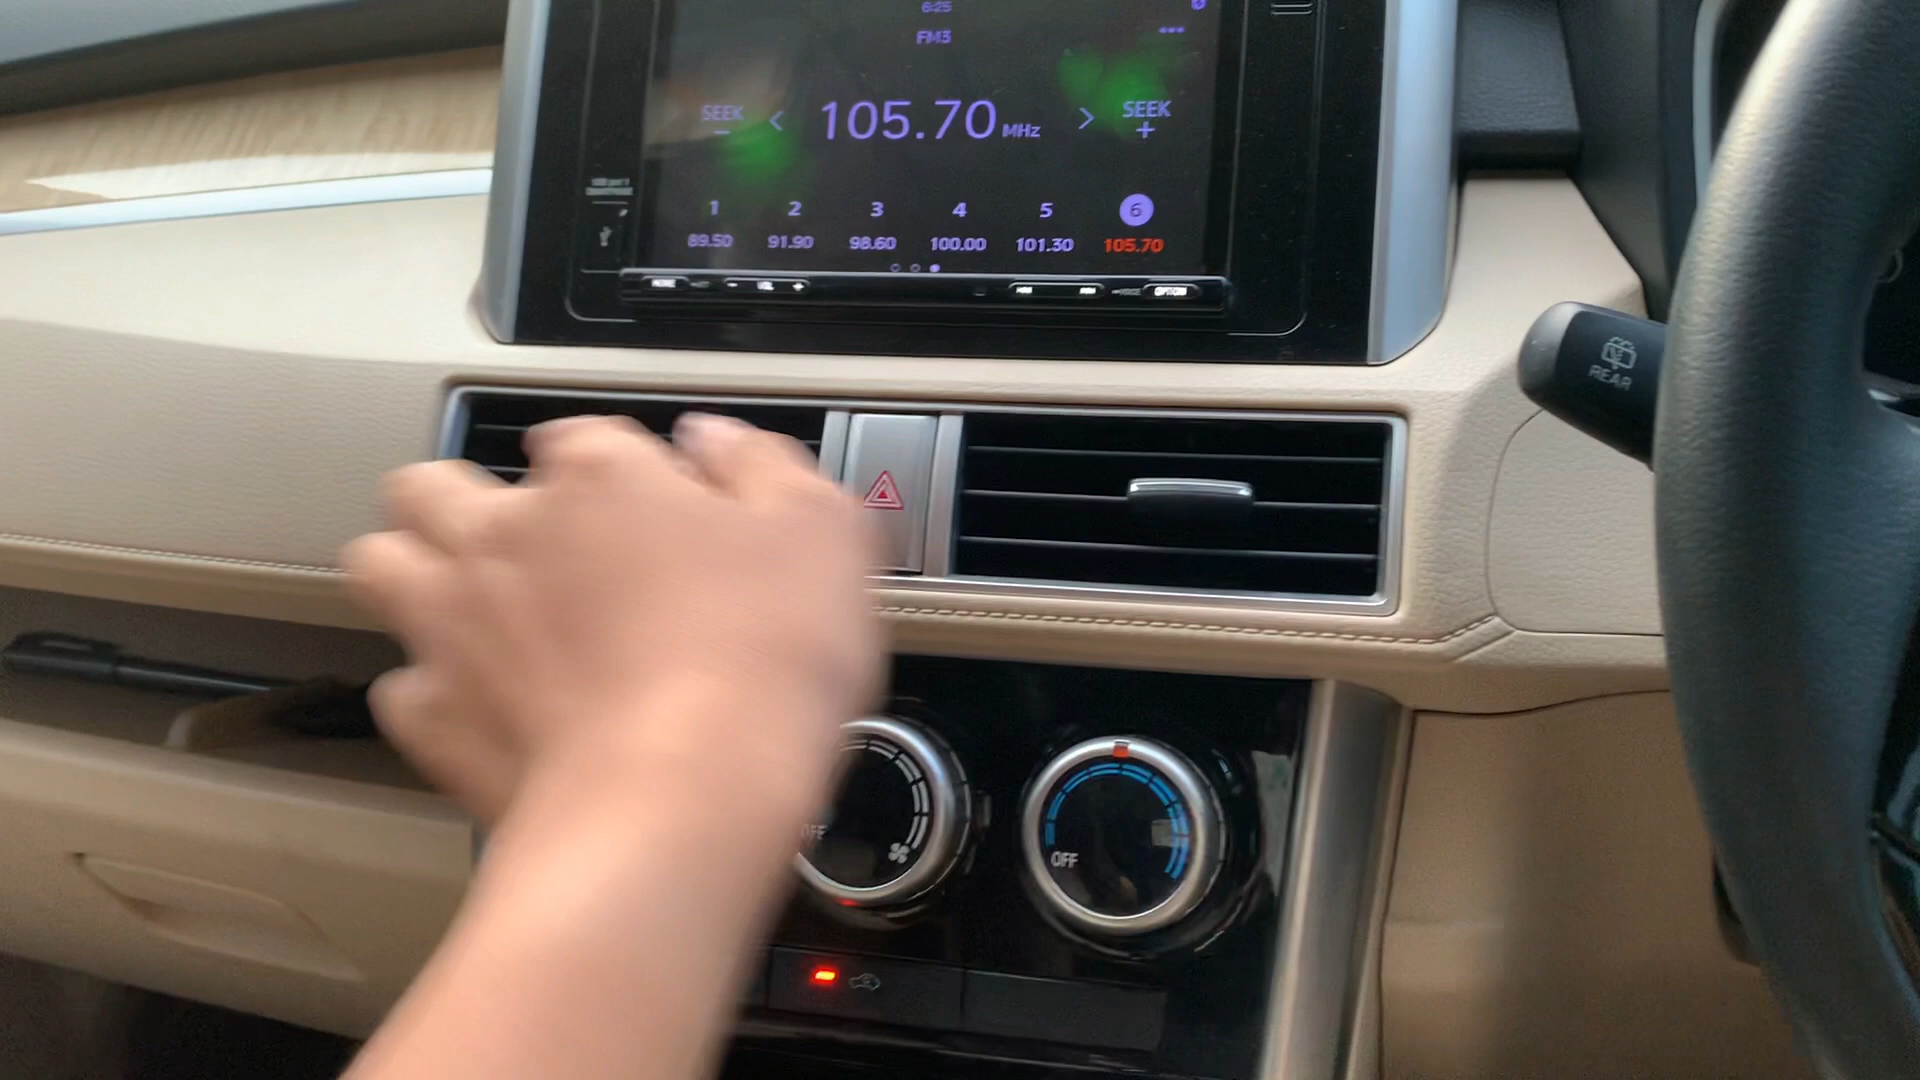 6:25
FM3
SEEK
−
<
105.70 MHz
>
SEEK
+
1 2 3 4 5 6
89.50 91.90 98.60 100.00 101.30 105.70
VOL
OPTION
REAR
OFF
OFF